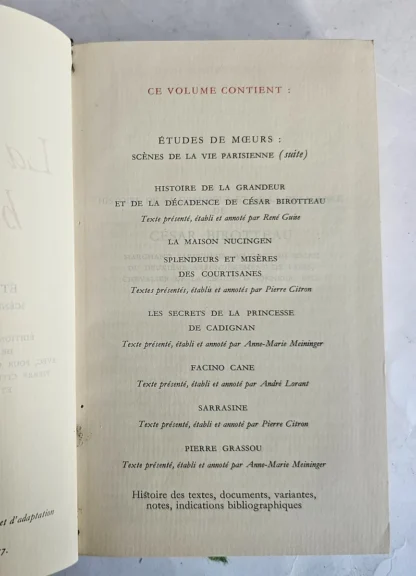 CE VOLUME CONTIENT :
ÉTUDES DE MŒURS :
SCÈNES DE LA VIE PARISIENNE (suite)
HISTOIRE DE LA GRANDEUR
ET DE LA DÉCADENCE DE CÉSAR BIROTTEAU
Texte présenté, établi et annoté par René Guise
LA MAISON NUCINGEN
SPLENDEURS ET MISÈRES
DES COURTISANES
Textes présentés, établis et annotés par Pierre Citron
LES SECRETS DE LA PRINCESSE
DE CADIGNAN
Texte présenté, établi et annoté par Anne-Marie Meininger
FACINO CANE
Texte présenté, établi et annoté par André Lorant
SARRASINE
Texte présenté, établi et annoté par Pierre Citron
PIERRE GRASSOU
Texte présenté, établi et annoté par Anne-Marie Meininger
Histoire des textes, documents, variantes,
notes, indications bibliographiques
La
et d'adaptation